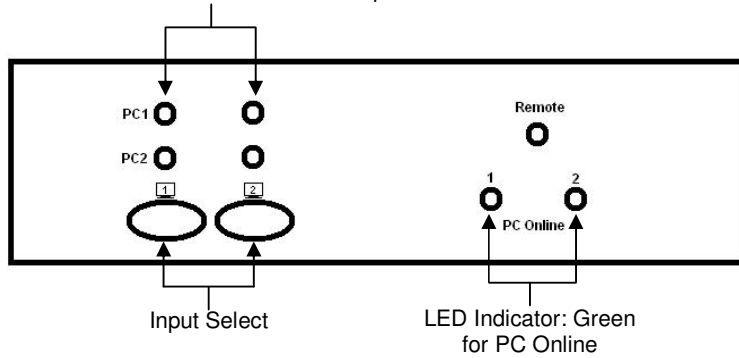 PC1
Remote
PC2
1 2
1 2
PC Online
Input Select
LED Indicator: Green
for PC Online